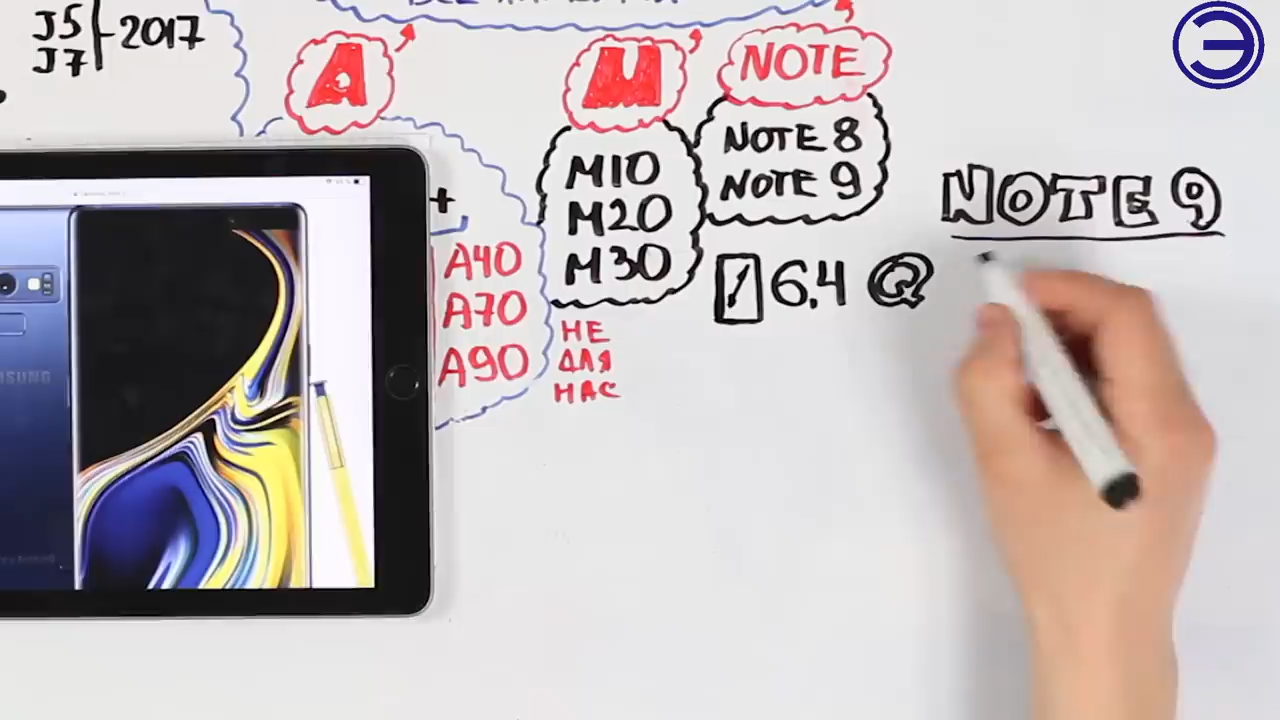 J5
J7
2017
A
M
NOTE
NOTE 8
NOTE 9
M10
M20
M30
+
A40
A70
A90
НЕ
ДЛЯ
НАС
NOTE 9
6,4
Э